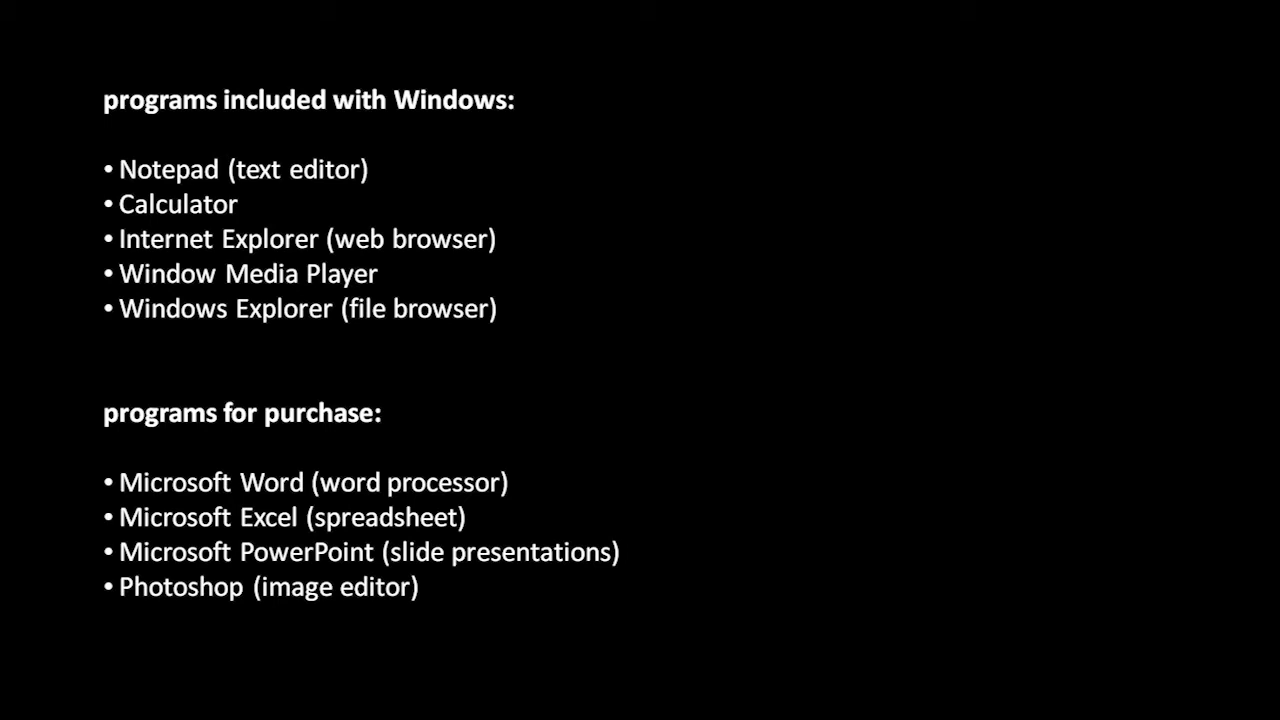 programs included with Windows:
• Notepad (text editor)
• Calculator
• Internet Explorer (web browser)
• Window Media Player
• Windows Explorer (file browser)
programs for purchase:
• Microsoft Word (word processor)
• Microsoft Excel (spreadsheet)
• Microsoft PowerPoint (slide presentations)
• Photoshop (image editor)